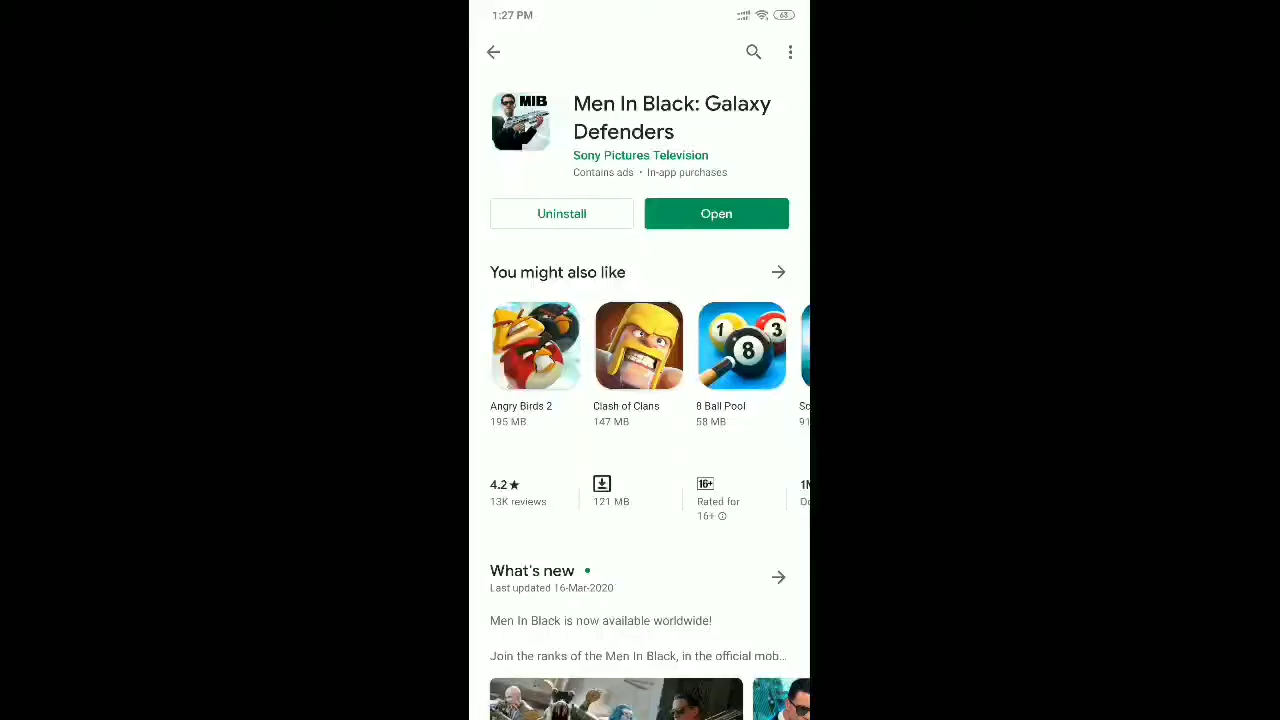 1:27 PM
63
MIB
Men In Black: Galaxy
Defenders
Sony Pictures Television
Contains ads • In-app purchases
Uninstall
Open
You might also like
1
3
8
Angry Birds 2
Clash of Clans
8 Ball Pool
195 MB
147 MB
58 MB
91
4.2★
16+
13K reviews
121 MB
Rated for
16+
What's new
Last updated 16-Mar-2020
Men In Black is now available worldwide!
Join the ranks of the Men In Black, in the official mob...